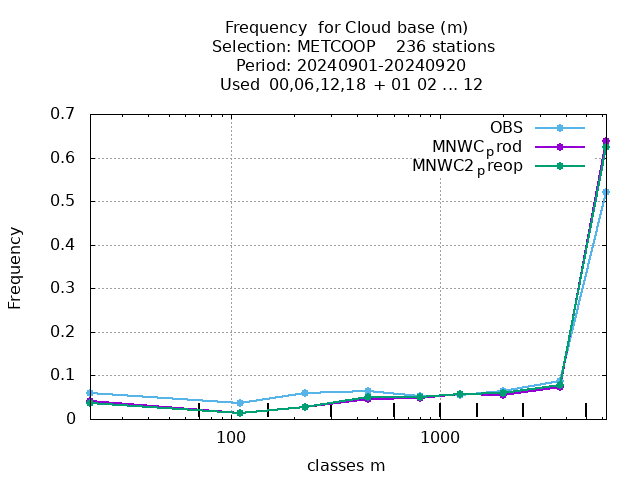 Frequency  for Cloud base (m)
Selection: METCOOP    236 stations
Period: 20240901-20240920
Used  00,06,12,18  + 01 02 ... 12
OBS
MNWCprod
MNWC2preop
0.7
0.6
0.5
0.4
0.3
0.2
0.1
0
Frequency
100
1000
classes m